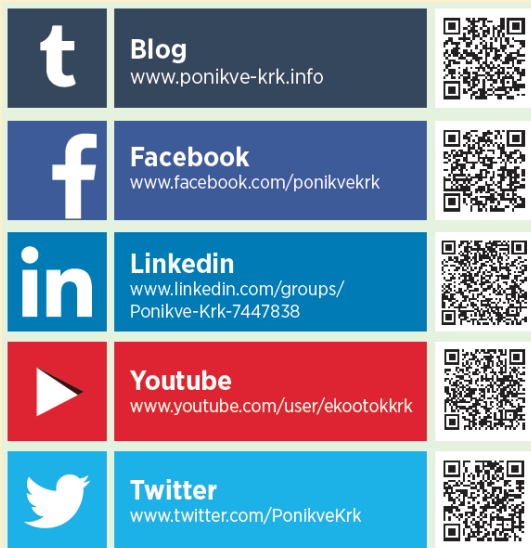 t
Blog
www.ponikve-krk.info
f
Facebook
www.facebook.com/ponikvekrk
in
Linkedin
www.linkedin.com/groups/
Ponikve-Krk-7447838
Youtube
www.youtube.com/user/ekootokkrk
Twitter
www.twitter.com/PonikveKrk